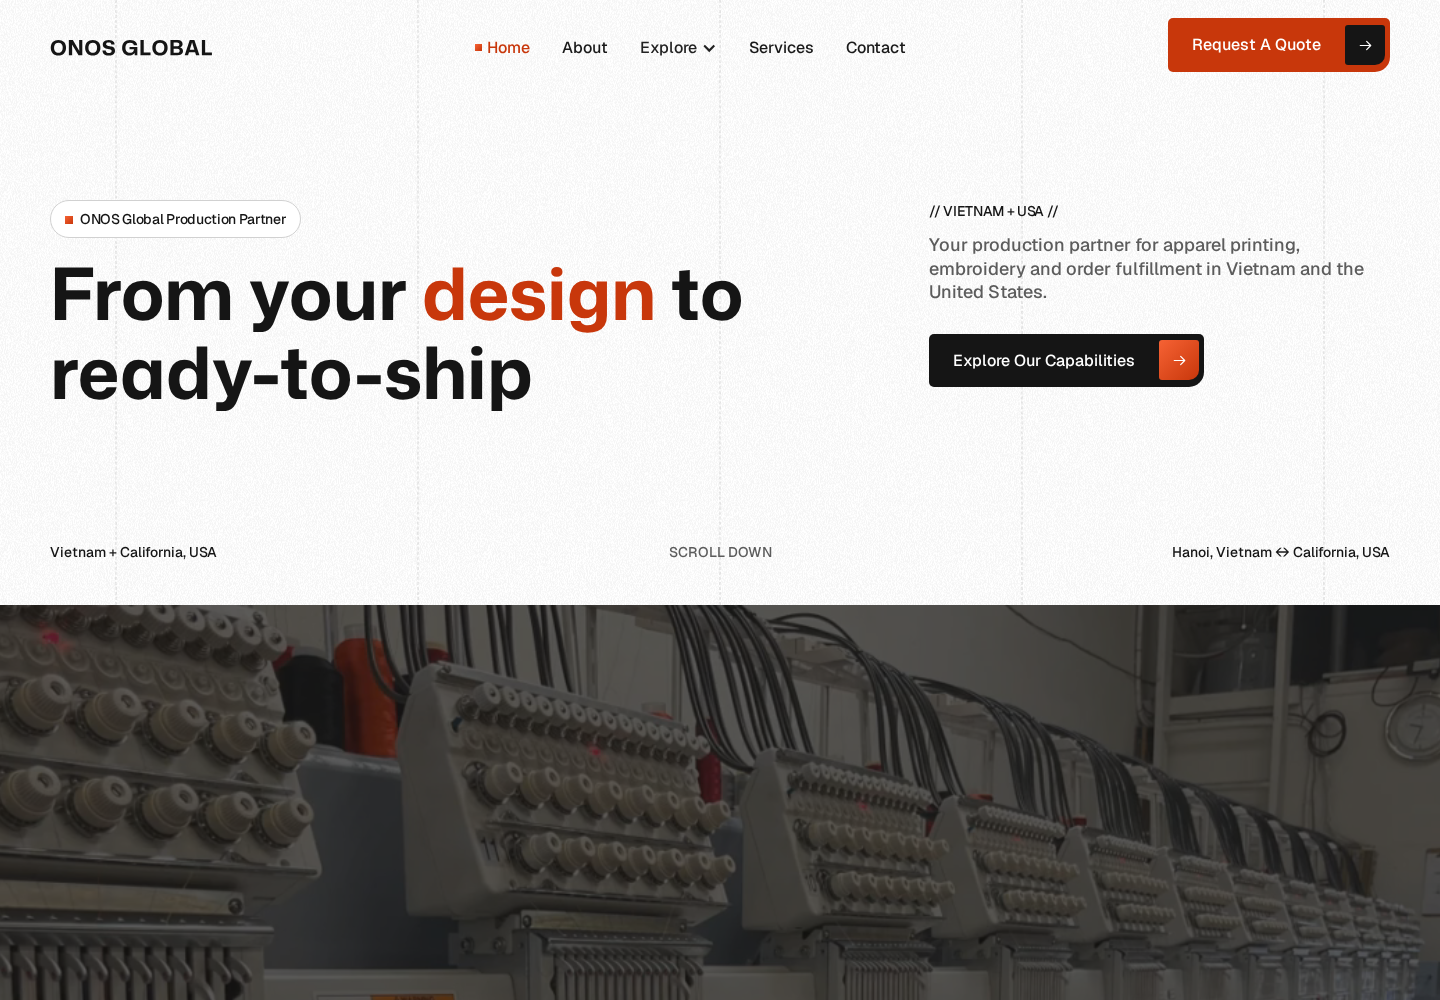 ONOS GLOBAL
Home
About
Explore
Services
Contact
Request A Quote
ONOS Global Production Partner
From your design to
ready-to-ship
// VIETNAM + USA //
Your production partner for apparel printing,
embroidery and order fulfillment in Vietnam and the
United States.
Explore Our Capabilities
Vietnam + California, USA
SCROLL DOWN
Hanoi, Vietnam ↔ California, USA